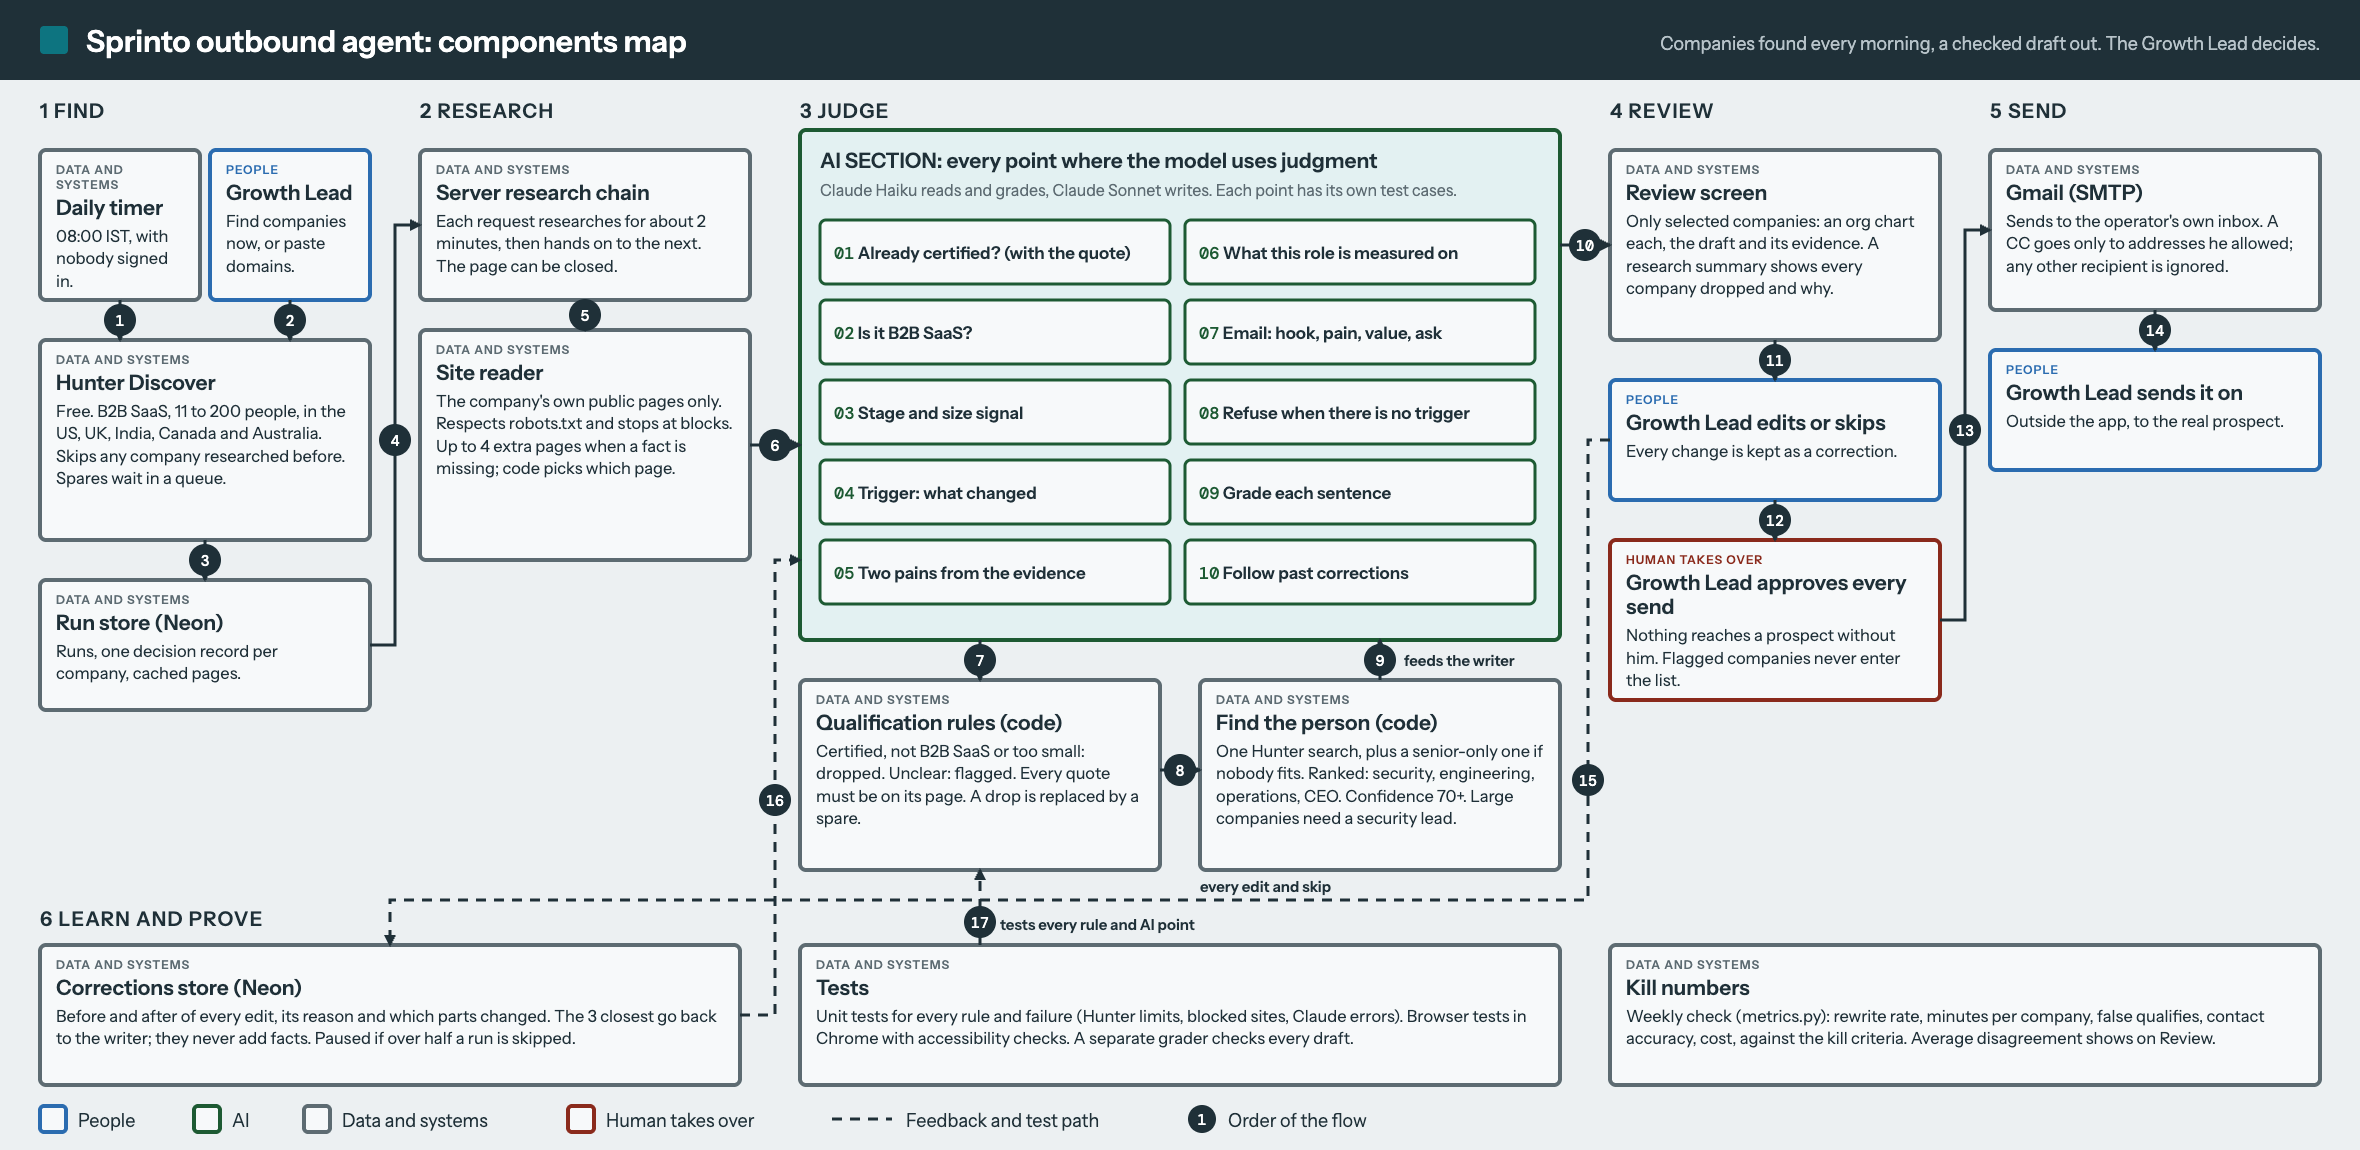 Sprinto outbound agent: components map
Companies found every morning, a checked draft out. The Growth Lead decides.
1 FIND
DATA AND
SYSTEMS
Daily timer
08:00 IST, with
nobody signed
in.
PEOPLE
Growth Lead
Find companies
now, or paste
domains.
1
2
DATA AND SYSTEMS
Hunter Discover
Free. B2B SaaS, 11 to 200 people, in the
US, UK, India, Canada and Australia.
Skips any company researched before.
Spares wait in a queue.
3
DATA AND SYSTEMS
Run store (Neon)
Runs, one decision record per
company, cached pages.
4
2 RESEARCH
DATA AND SYSTEMS
Server research chain
Each request researches for about 2
minutes, then hands on to the next.
The page can be closed.
5
DATA AND SYSTEMS
Site reader
The company's own public pages only.
Respects robots.txt and stops at blocks.
Up to 4 extra pages when a fact is
missing; code picks which page.
6
3 JUDGE
AI SECTION: every point where the model uses judgment
Claude Haiku reads and grades, Claude Sonnet writes. Each point has its own test cases.
01 Already certified? (with the quote)
02 Is it B2B SaaS?
03 Stage and size signal
04 Trigger: what changed
05 Two pains from the evidence
06 What this role is measured on
07 Email: hook, pain, value, ask
08 Refuse when there is no trigger
09 Grade each sentence
10 Follow past corrections
7
9 feeds the writer
DATA AND SYSTEMS
Qualification rules (code)
Certified, not B2B SaaS or too small:
dropped. Unclear: flagged. Every quote
must be on its page. A drop is replaced by a
spare.
8
DATA AND SYSTEMS
Find the person (code)
One Hunter search, plus a senior-only one if
nobody fits. Ranked: security, engineering,
operations, CEO. Confidence 70+. Large
companies need a security lead.
10
4 REVIEW
DATA AND SYSTEMS
Review screen
Only selected companies: an org chart
each, the draft and its evidence. A
research summary shows every
company dropped and why.
11
PEOPLE
Growth Lead edits or skips
Every change is kept as a correction.
12
HUMAN TAKES OVER
Growth Lead approves every
send
Nothing reaches a prospect without
him. Flagged companies never enter
the list.
13
5 SEND
DATA AND SYSTEMS
Gmail (SMTP)
Sends to the operator's own inbox. A
CC goes only to addresses he allowed;
any other recipient is ignored.
14
PEOPLE
Growth Lead sends it on
Outside the app, to the real prospect.
15
16
every edit and skip
17 tests every rule and AI point
6 LEARN AND PROVE
DATA AND SYSTEMS
Corrections store (Neon)
Before and after of every edit, its reason and which parts changed. The 3 closest go back
to the writer; they never add facts. Paused if over half a run is skipped.
DATA AND SYSTEMS
Tests
Unit tests for every rule and failure (Hunter limits, blocked sites, Claude errors). Browser tests in
Chrome with accessibility checks. A separate grader checks every draft.
DATA AND SYSTEMS
Kill numbers
Weekly check (metrics.py): rewrite rate, minutes per company, false qualifies, contact
accuracy, cost, against the kill criteria. Average disagreement shows on Review.
People
AI
Data and systems
Human takes over
Feedback and test path
1 Order of the flow